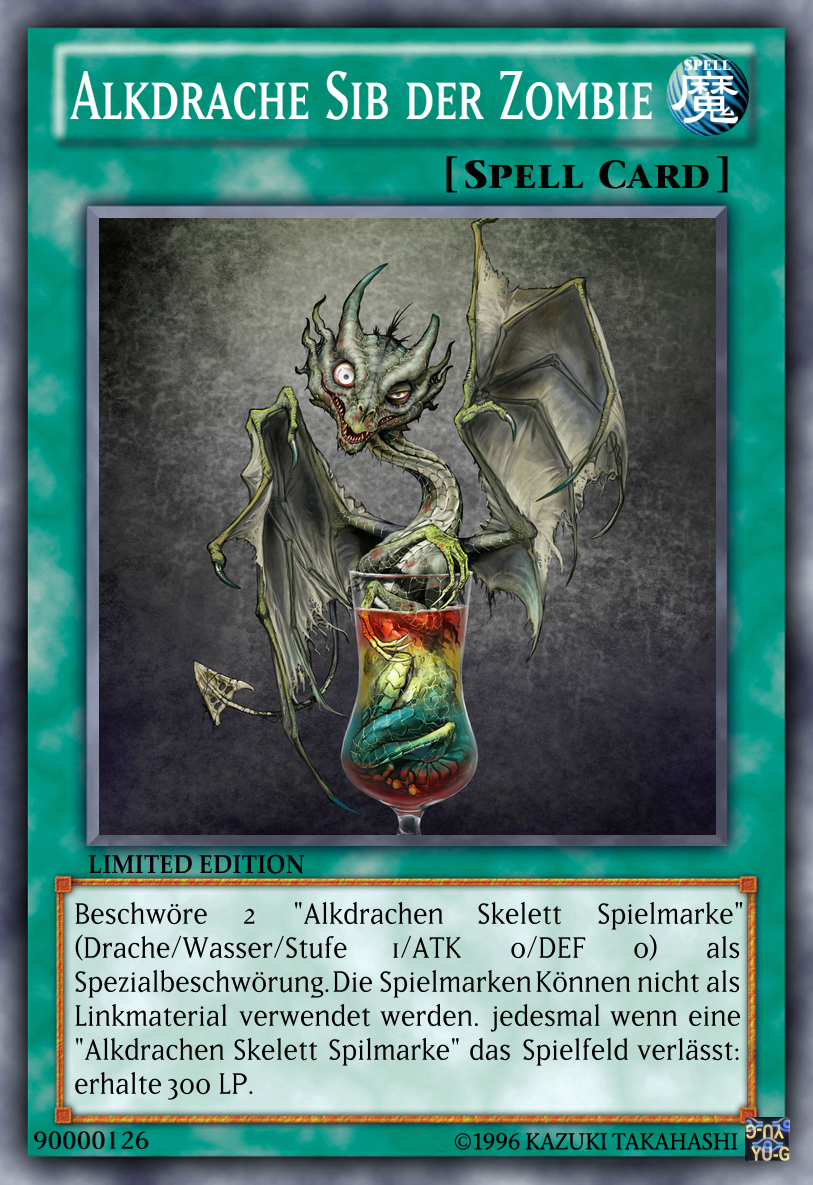 Alkdrache Sib der Zombie
SPELL
魔
[Spell Card]
LIMITED EDITION
Beschwöre 2 "Alkdrachen Skelett Spielmarke"
(Drache/Wasser/Stufe 1/ATK 0/DEF 0) als
Spezialbeschwörung. Die Spielmarken Können nicht als
Linkmaterial verwendet werden. jedesmal wenn eine
"Alkdrachen Skelett Spilmarke" das Spielfeld verlässt:
erhalte 300 LP.
90000126
©1996 KAZUKI TAKAHASHI
YU-G
YU-G